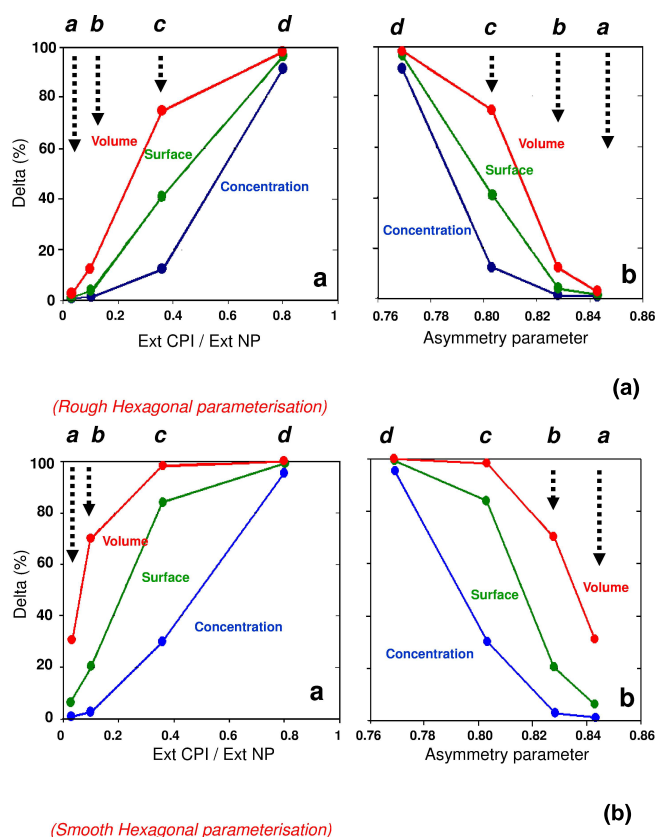 a b c d
d c b a
100
80
60
40
20
0
Delta (%)
Volume
Surface
Concentration
a
0 0.2 0.4 0.6 0.8 1
Ext CPI / Ext NP
Volume
Surface
Concentration
b
0.76 0.78 0.80 0.82 0.84 0.86
Asymmetry parameter
(a)
(Rough Hexagonal parameterisation)
a b c d
d c b a
100
80
60
40
20
0
Delta (%)
Volume
Surface
Concentration
a
0.2 0.4 0.6 0.8 1
Ext CPI / Ext NP
Volume
Surface
Concentration
b
0.76 0.78 0.80 0.82 0.84 0.86
Asymmetry parameter
(b)
(Smooth Hexagonal parameterisation)